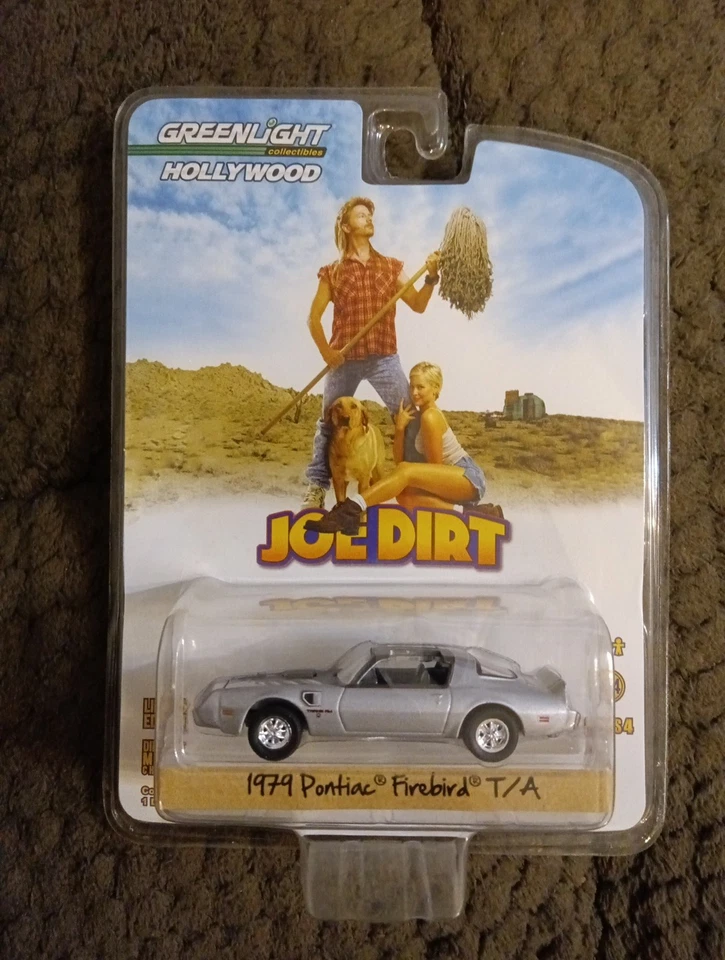 GREENLiGHT
collectibles
HOLLYWOOD
JOE DIRT
1979 Pontiac® Firebird® T/A